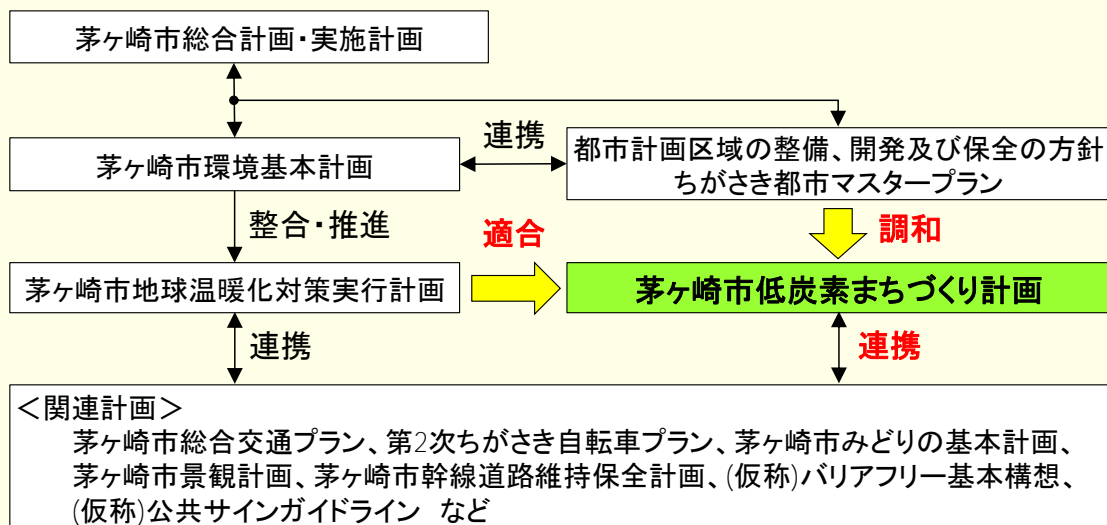 茅ヶ崎市総合計画・実施計画
連携
茅ヶ崎市環境基本計画
都市計画区域の整備、開発及び保全の方針
ちがさき都市マスタープラン
整合・推進
適合
調和
茅ヶ崎市地球温暖化対策実行計画
茅ヶ崎市低炭素まちづくり計画
連携
連携
＜関連計画＞
茅ヶ崎市総合交通プラン、第2次ちがさき自転車プラン、茅ヶ崎市みどりの基本計画、
茅ヶ崎市景観計画、茅ヶ崎市幹線道路維持保全計画、(仮称)バリアフリー基本構想、
(仮称)公共サインガイドライン　など